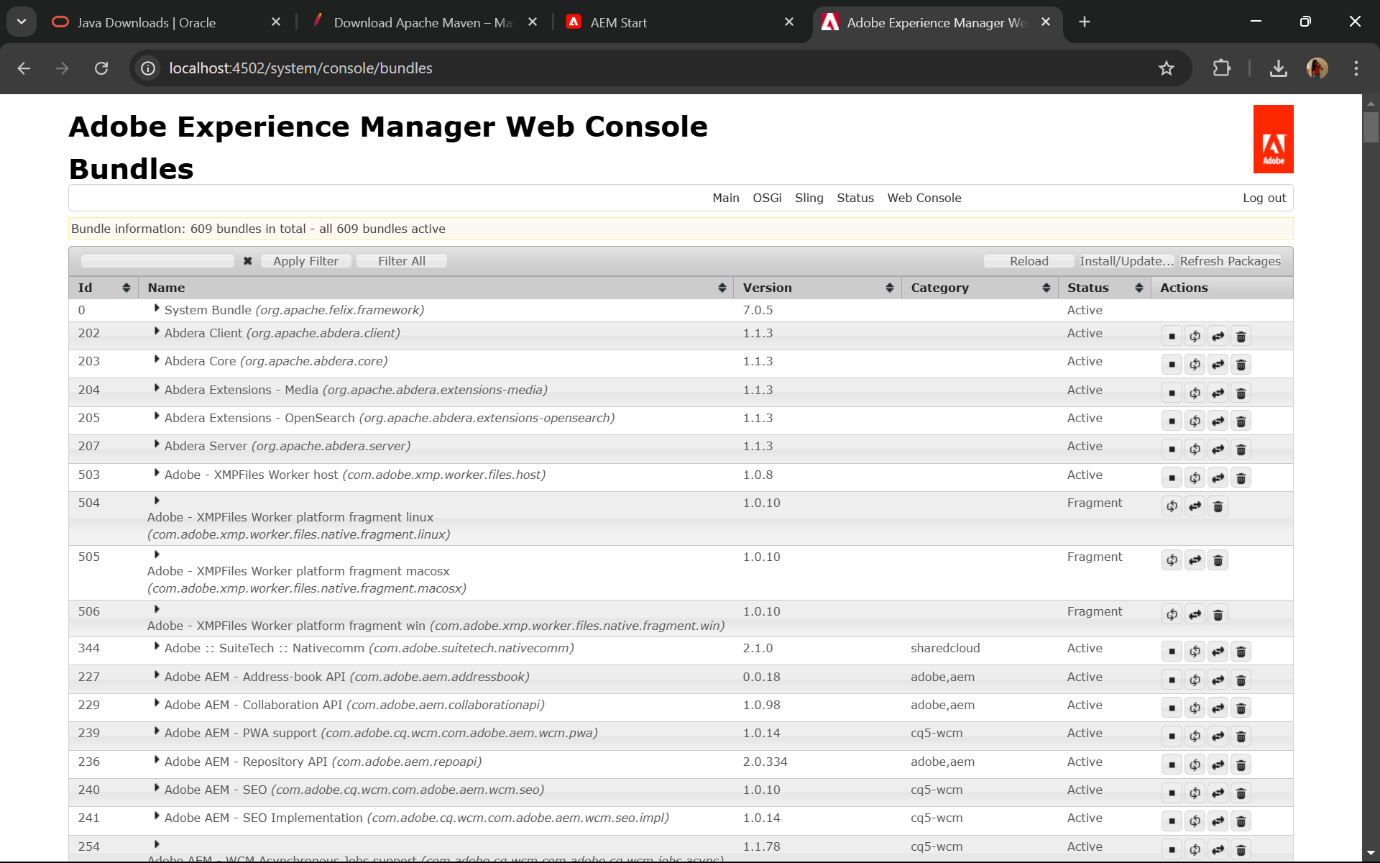 Java Downloads | Oracle
Download Apache Maven – Ma
AEM Start
Adobe Experience Manager We
localhost:4502/system/console/bundles
Adobe Experience Manager Web Console
Bundles
Adobe
Main OSGi Sling Status Web Console Log out
Bundle information: 609 bundles in total - all 609 bundles active
Apply Filter Filter All Reload Install/Update... Refresh Packages
Id Name Version Category Status Actions
0 System Bundle (org.apache.felix.framework) 7.0.5 Active
202 Abdera Client (org.apache.abdera.client) 1.1.3 Active
203 Abdera Core (org.apache.abdera.core) 1.1.3 Active
204 Abdera Extensions - Media (org.apache.abdera.extensions-media) 1.1.3 Active
205 Abdera Extensions - OpenSearch (org.apache.abdera.extensions-opensearch) 1.1.3 Active
207 Abdera Server (org.apache.abdera.server) 1.1.3 Active
503 Adobe - XMPFiles Worker host (com.adobe.xmp.worker.files.host) 1.0.8 Active
504 1.0.10 Fragment
Adobe - XMPFiles Worker platform fragment linux
(com.adobe.xmp.worker.files.native.fragment.linux)
505 1.0.10 Fragment
Adobe - XMPFiles Worker platform fragment macosx
(com.adobe.xmp.worker.files.native.fragment.macosx)
506 1.0.10 Fragment
Adobe - XMPFiles Worker platform fragment win (com.adobe.xmp.worker.files.native.fragment.win)
344 Adobe :: SuiteTech :: Nativecomm (com.adobe.suitetech.nativecomm) 2.1.0 sharedcloud Active
227 Adobe AEM - Address-book API (com.adobe.aem.addressbook) 0.0.18 adobe,aem Active
229 Adobe AEM - Collaboration API (com.adobe.aem.collaborationapi) 1.0.98 adobe,aem Active
239 Adobe AEM - PWA support (com.adobe.cq.wcm.com.adobe.aem.wcm.pwa) 1.0.14 cq5-wcm Active
236 Adobe AEM - Repository API (com.adobe.aem.repoapi) 2.0.334 adobe,aem Active
240 Adobe AEM - SEO (com.adobe.cq.wcm.com.adobe.aem.wcm.seo) 1.0.10 cq5-wcm Active
241 Adobe AEM - SEO Implementation (com.adobe.cq.wcm.com.adobe.aem.wcm.seo.impl) 1.0.14 cq5-wcm Active
254 1.1.78 cq5-wcm Active
Adobe AEM - WCM Asynchronous Jobs support (com.adobe.cq.wcm.com.adobe.cq.wcm.jobs.async)